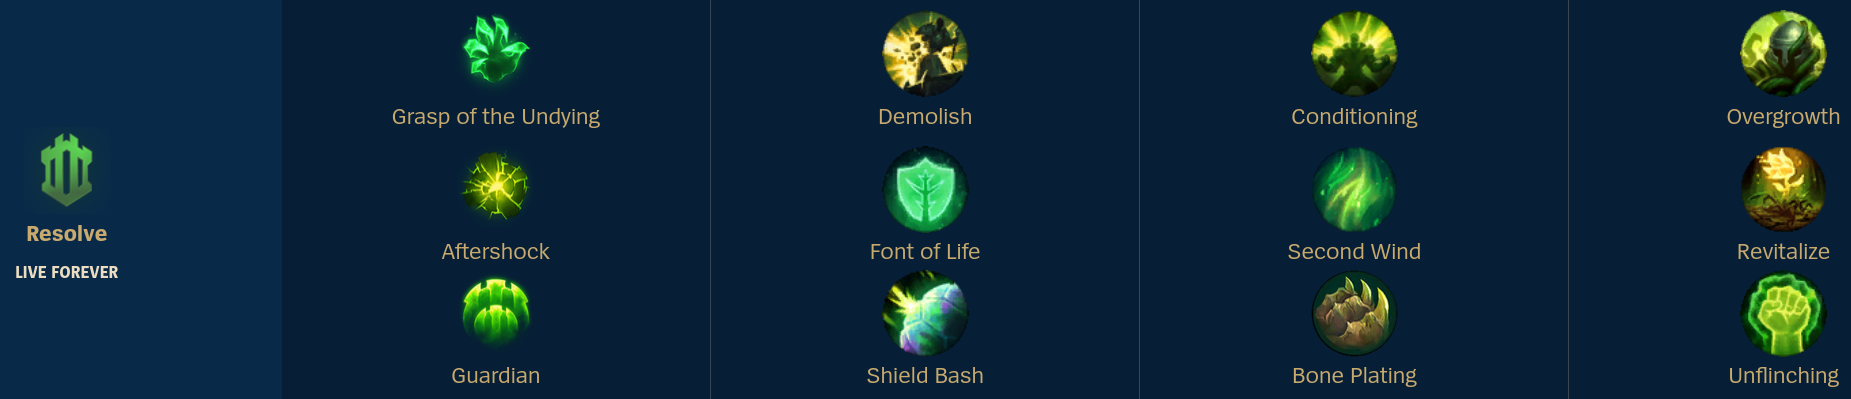 Resolve
LIVE FOREVER
Grasp of the Undying
Demolish
Conditioning
Overgrowth
Aftershock
Font of Life
Second Wind
Revitalize
Guardian
Shield Bash
Bone Plating
Unflinching